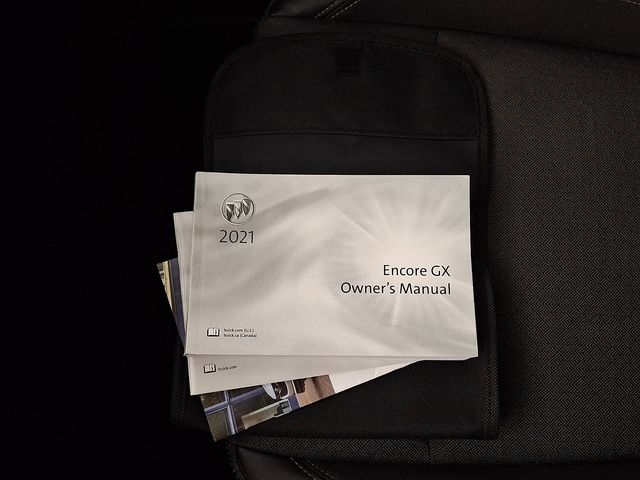 2021
Encore GX
Owner's Manual
buick.com (U.S.)
buick.ca (Canada)
buick.com